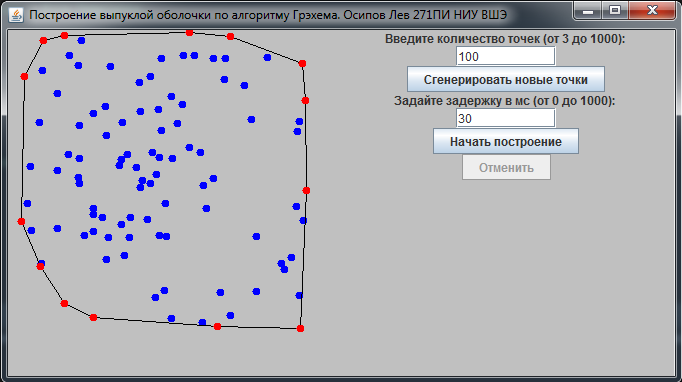 Построение выпуклой оболочки по алгоритму Грэхема. Осипов Лев 271ПИ НИУ ВШЭ
Введите количество точек (от 3 до 1000):
100
Сгенерировать новые точки
Задайте задержку в мс (от 0 до 1000):
30
Начать построение
Отменить